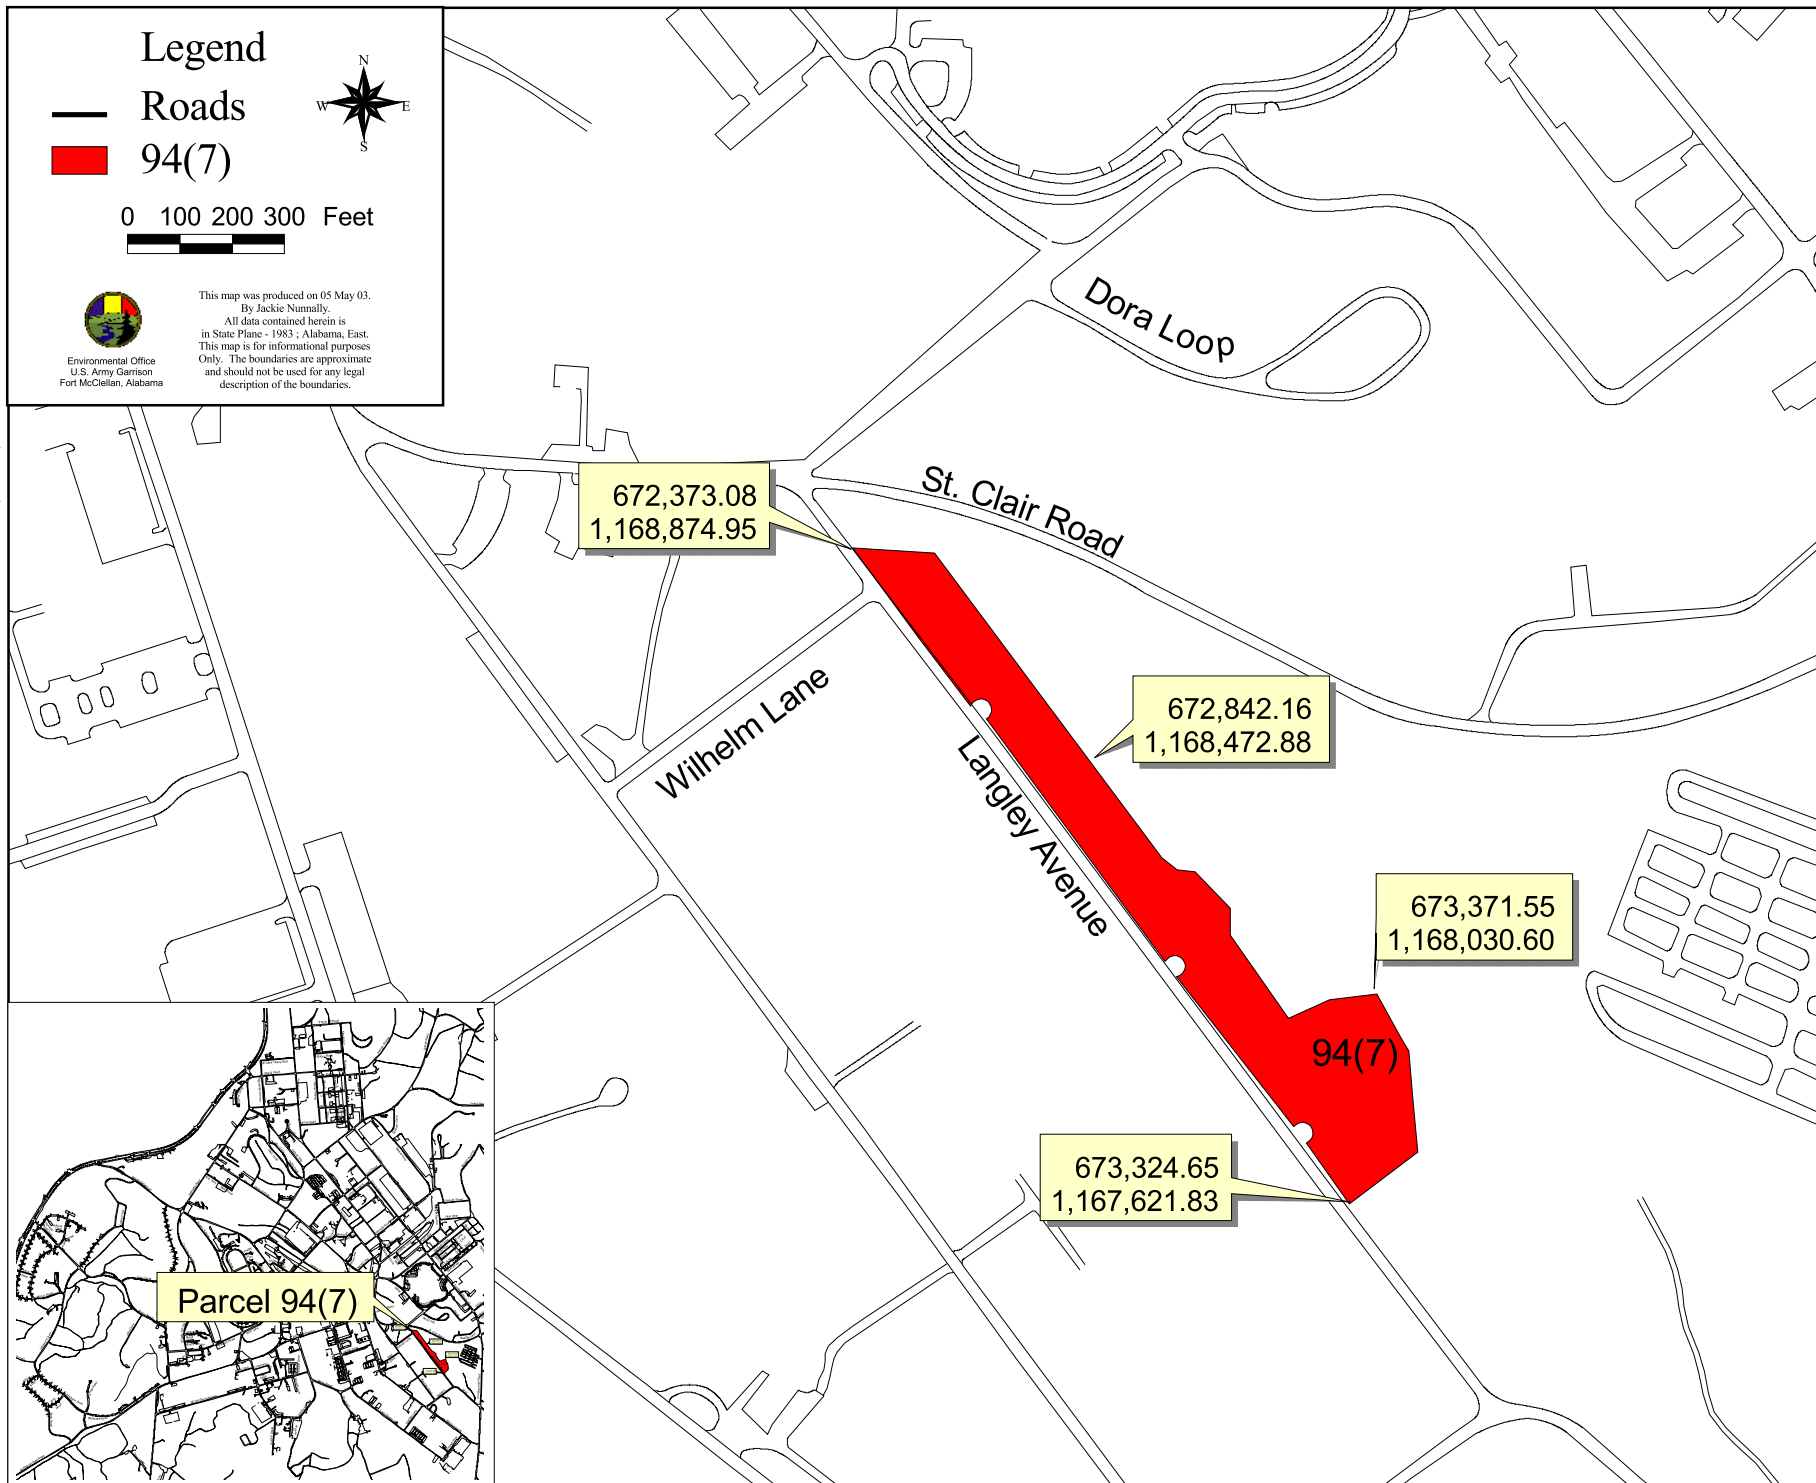 Legend
N
W E
S
Roads
94(7)
0 100 200 300 Feet
This map was produced on 05 May 03.
By Jackie Nunnally.
All data contained herein is
in State Plane - 1983 ; Alabama, East.
This map is for informational purposes
Only. The boundaries are approximate
and should not be used for any legal
description of the boundaries.
Environmental Office
U.S. Army Garrison
Fort McClellan, Alabama
Dora Loop
St. Clair Road
672,373.08
1,168,874.95
Wilhelm Lane
672,842.16
1,168,472.88
Langley Avenue
673,371.55
1,168,030.60
94(7)
673,324.65
1,167,621.83
Parcel 94(7)